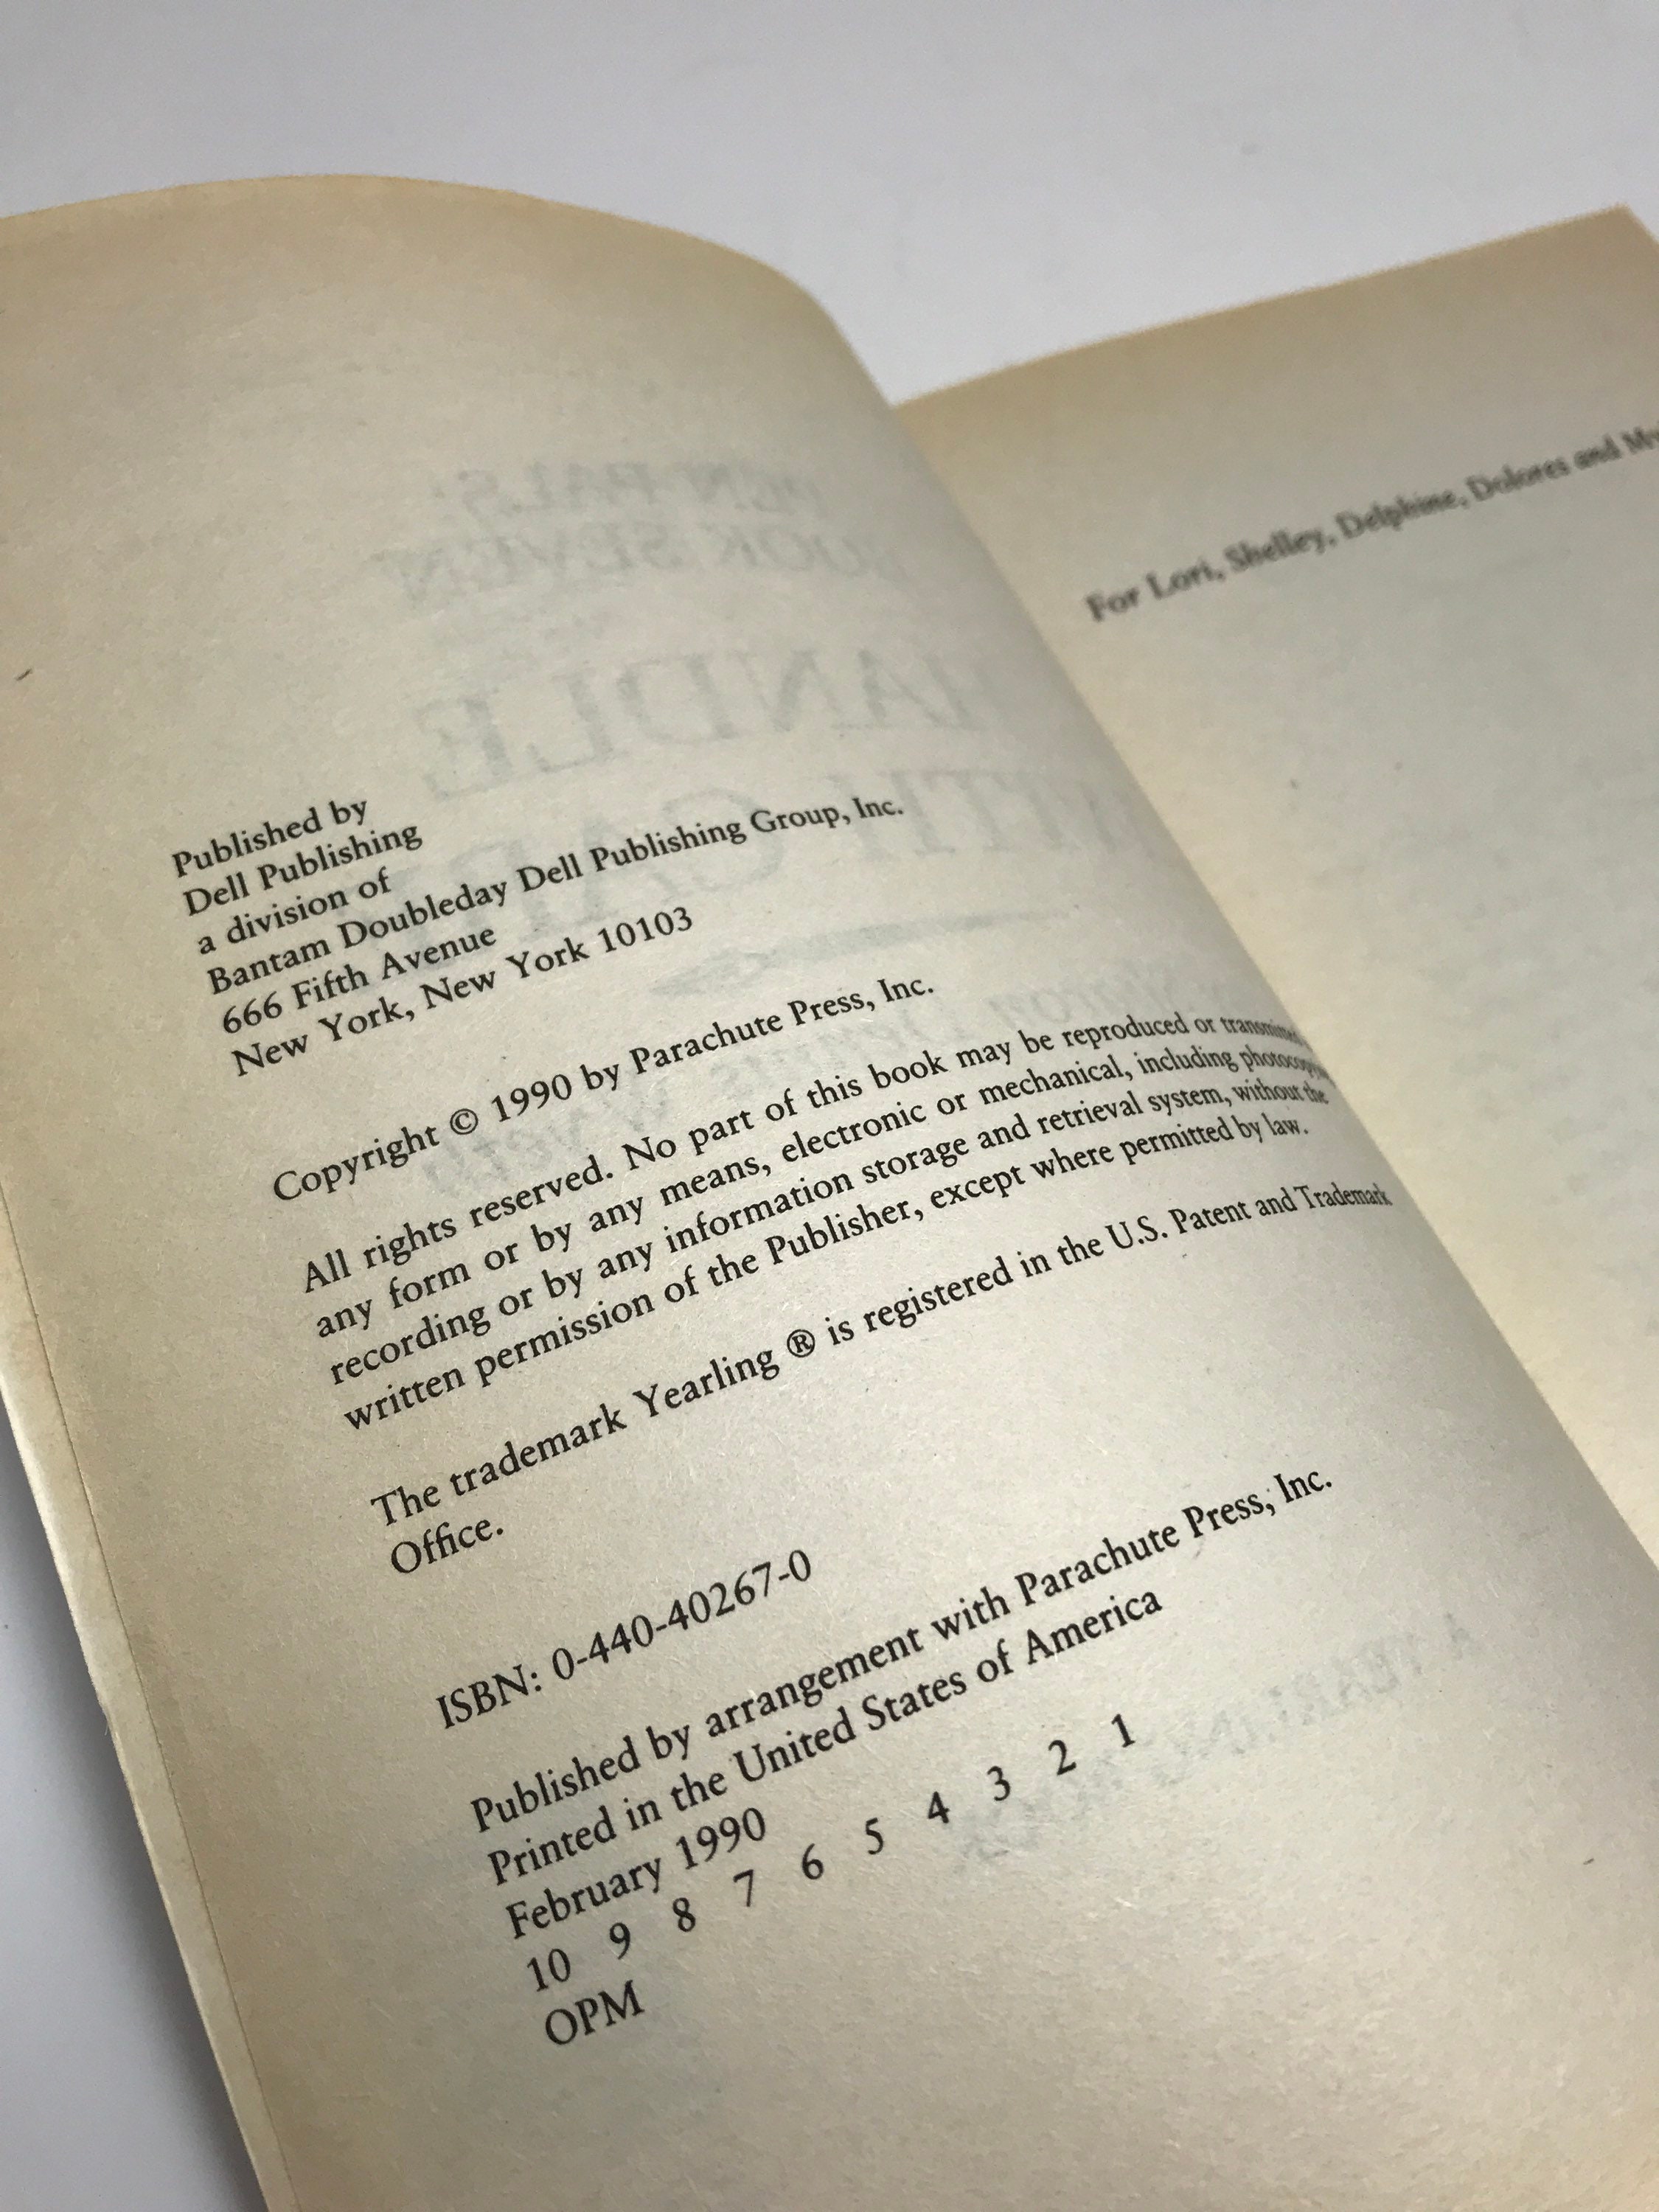 Published by
Dell Publishing
a division of
Bantam Doubleday Dell Publishing Group, Inc.
666 Fifth Avenue
New York, New York 10103
Copyright © 1990 by Parachute Press, Inc.
All rights reserved. No part of this book may be reproduced or
any form or by any means, electronic or mechanical, including
recording or by any information storage and retrieval system, without the
written permission of the Publisher, except where permitted by law.
The trademark Yearling ® is registered in the U.S. Patent and Trademark
Office.
ISBN: 0-440-40267-0
Published by arrangement with Parachute Press, Inc.
Printed in the United States of America
February 1990
10 9 8 7 6 5 4 3 2 1
OPM
For Lori, Shelley, Delphine, Dolores and